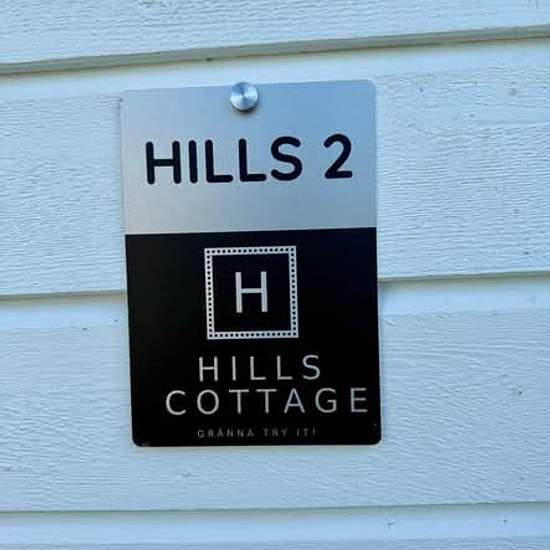 HILLS 2
H
HILLS
COTTAGE
GRÄNNA TRY IT!